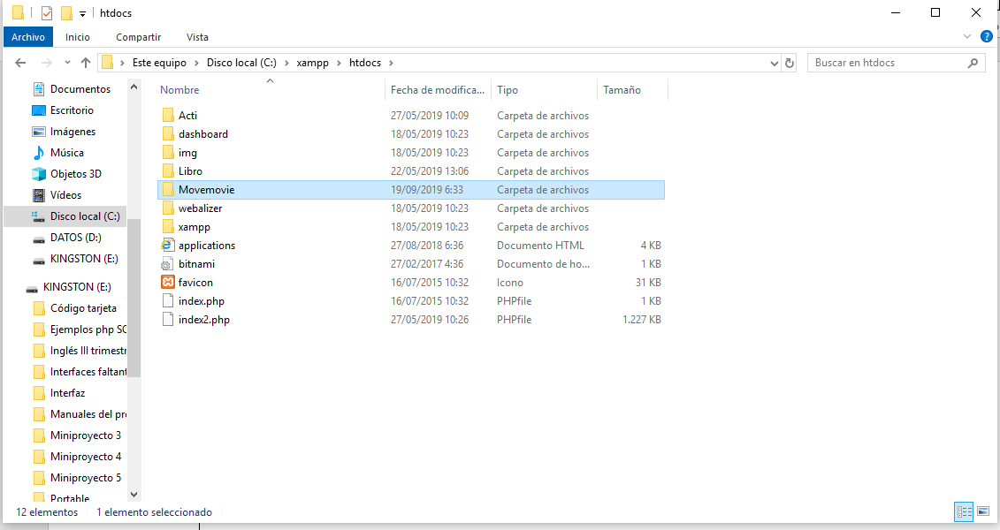 htdocs
Archivo Inicio Compartir Vista
Este equipo Disco local (C:) xampp htdocs Buscar en htdocs
Documentos
Escritorio
Imágenes
Música
Objetos 3D
Vídeos
Disco local (C:)
DATOS (D:)
KINGSTON (E:)
KINGSTON (E:)
Código tarjeta
Ejemplos php SC
Inglés III trimestr
Interfaces faltant
Interfaz
Manuales del pr
Miniproyecto 3
Miniproyecto 4
Miniproyecto 5
Portable
Nombre Fecha de modifica... Tipo Tamaño
Acti 27/05/2019 10:09 Carpeta de archivos
dashboard 18/05/2019 10:23 Carpeta de archivos
img 18/05/2019 10:23 Carpeta de archivos
Libro 22/05/2019 13:06 Carpeta de archivos
Movemovie 19/09/2019 6:33 Carpeta de archivos
webalizer 18/05/2019 10:23 Carpeta de archivos
xampp 18/05/2019 10:23 Carpeta de archivos
applications 27/08/2018 6:36 Documento HTML 4 KB
bitnami 27/02/2017 4:36 Documento de ho... 1 KB
favicon 16/07/2015 10:32 Icono 31 KB
index.php 16/07/2015 10:32 PHPfile 1 KB
index2.php 27/05/2019 10:26 PHPfile 1.227 KB
12 elementos 1 elemento seleccionado